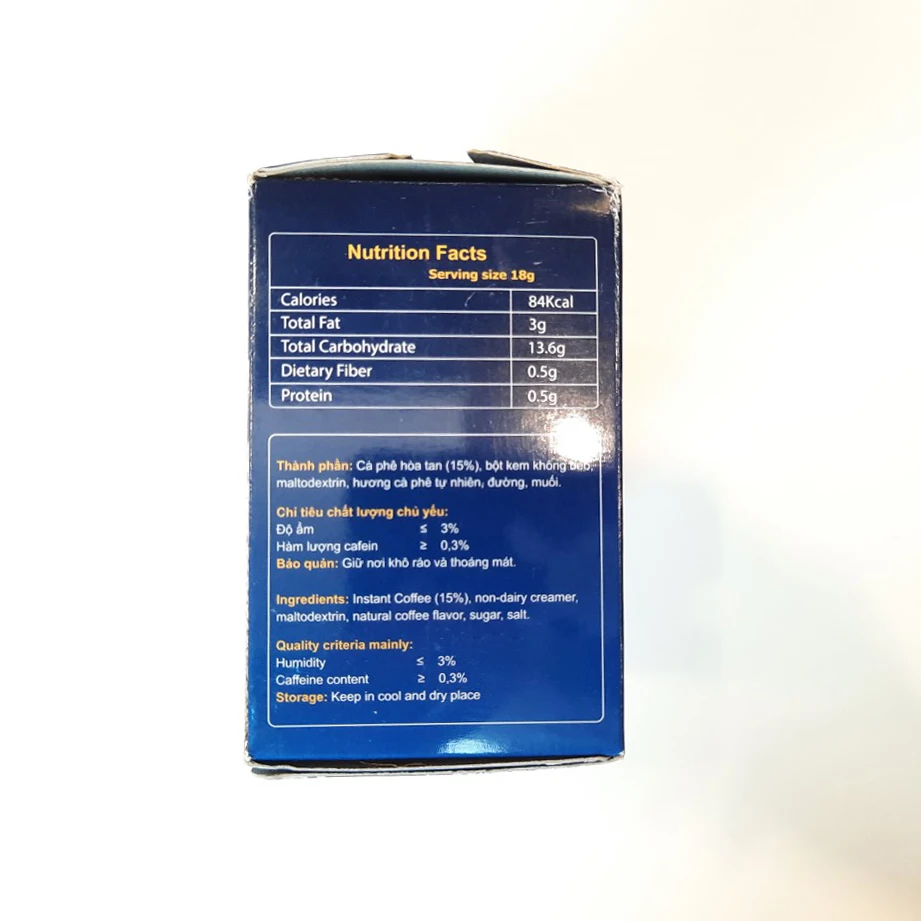 Nutrition Facts
Serving size 18g
Calories 84Kcal
Total Fat 3g
Total Carbohydrate 13.6g
Dietary Fiber 0.5g
Protein 0.5g
Thành phần: Cà phê hòa tan (15%), bột kem không béo,
maltodextrin, hương cà phê tự nhiên, đường, muối.
Chỉ tiêu chất lượng chủ yếu:
Độ ẩm ≤ 3%
Hàm lượng cafein ≥ 0,3%
Bảo quản: Giữ nơi khô ráo và thoáng mát.
Ingredients: Instant Coffee (15%), non-dairy creamer,
maltodextrin, natural coffee flavor, sugar, salt.
Quality criteria mainly:
Humidity ≤ 3%
Caffeine content ≥ 0,3%
Storage: Keep in cool and dry place